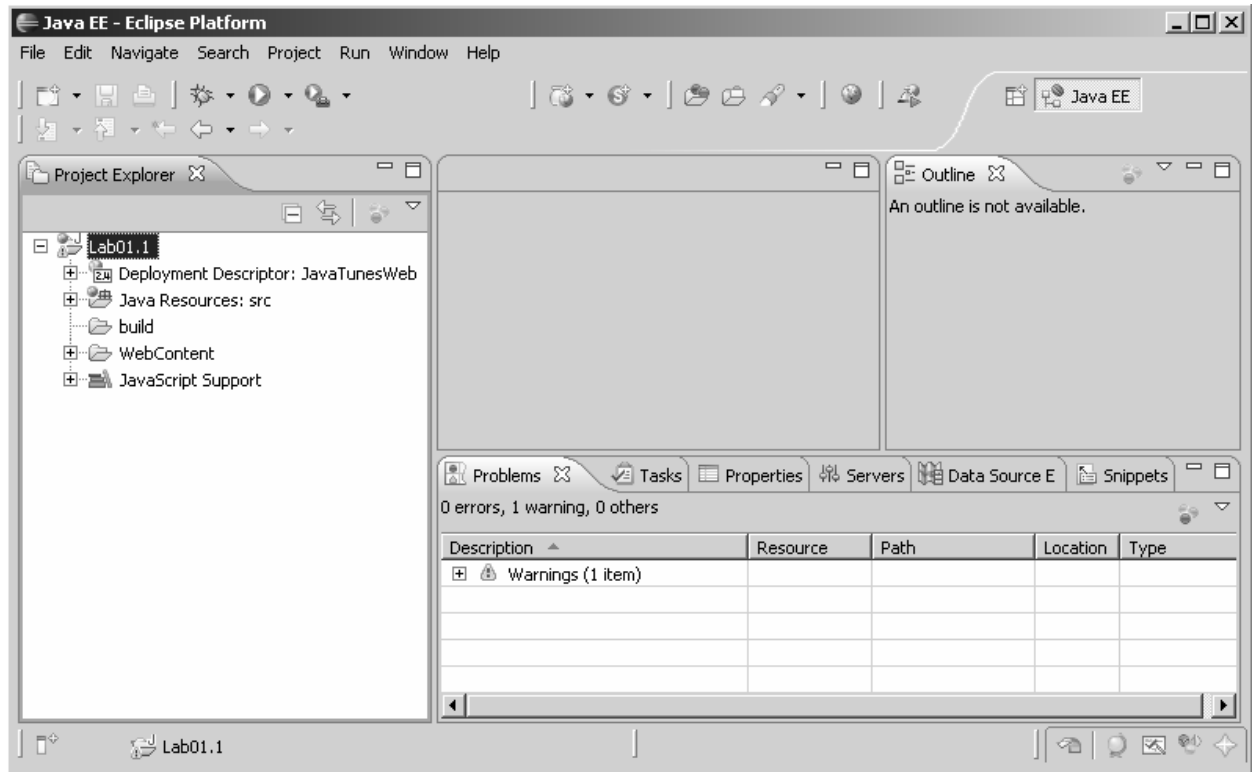 Java EE - Eclipse Platform
File Edit Navigate Search Project Run Window Help
Java EE
Project Explorer
Outline
An outline is not available.
Lab01.1
2.4 Deployment Descriptor: JavaTunesWeb
Java Resources: src
build
WebContent
JavaScript Support
Problems Tasks Properties Servers Data Source E Snippets
0 errors, 1 warning, 0 others
Description Resource Path Location Type
Warnings (1 item)
Lab01.1